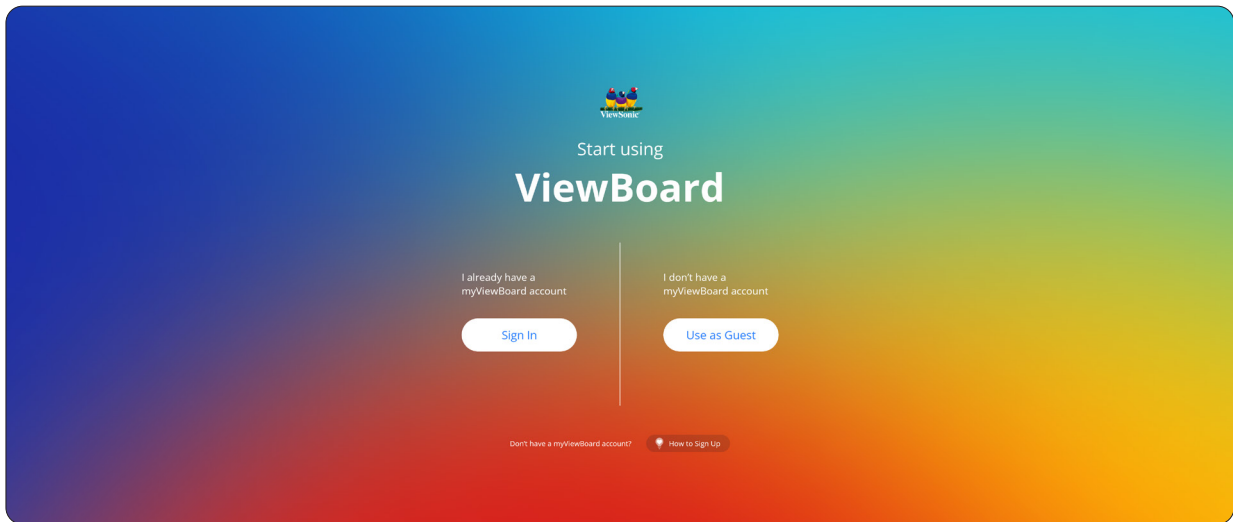 ViewSonic
Start using
ViewBoard
I already have a
myViewBoard account
Sign In
I don't have a
myViewBoard account
Use as Guest
Don't have a myViewBoard account?
How to Sign Up